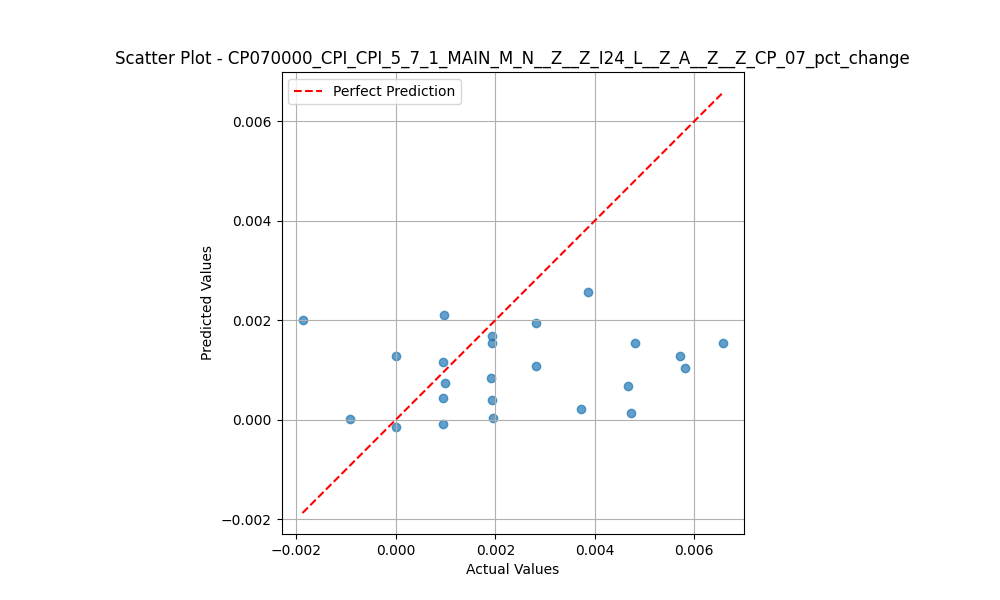 Scatter Plot - CP070000_CPI_CPI_5_7_1_MAIN_M_N__Z__Z_I24_L__Z_A__Z__Z_CP_07_pct_change
Perfect Prediction
0.006
0.004
0.002
0.000
−0.002
Predicted Values
−0.002 0.000 0.002 0.004 0.006
Actual Values